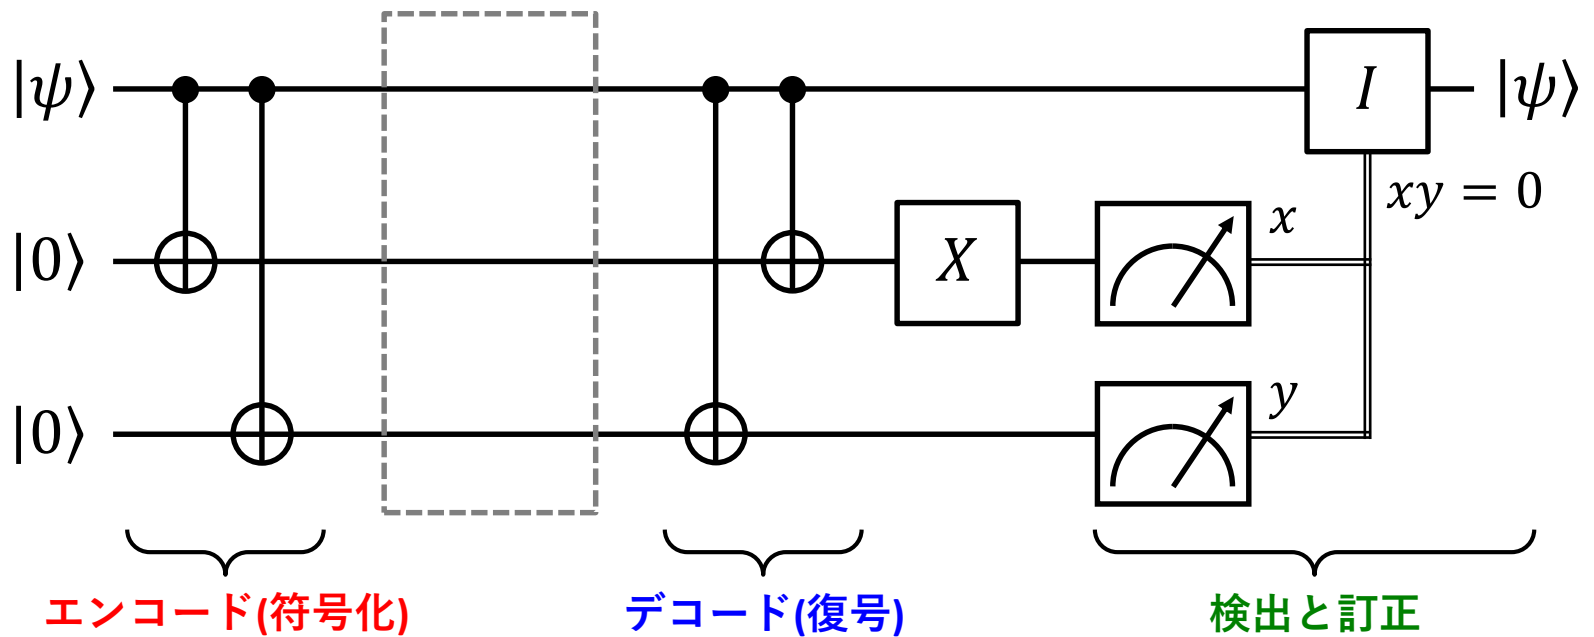 |ψ⟩
I
|ψ⟩
xy = 0
|0⟩
X
x
|0⟩
y
エンコード(符号化)
デコード(復号)
検出と訂正